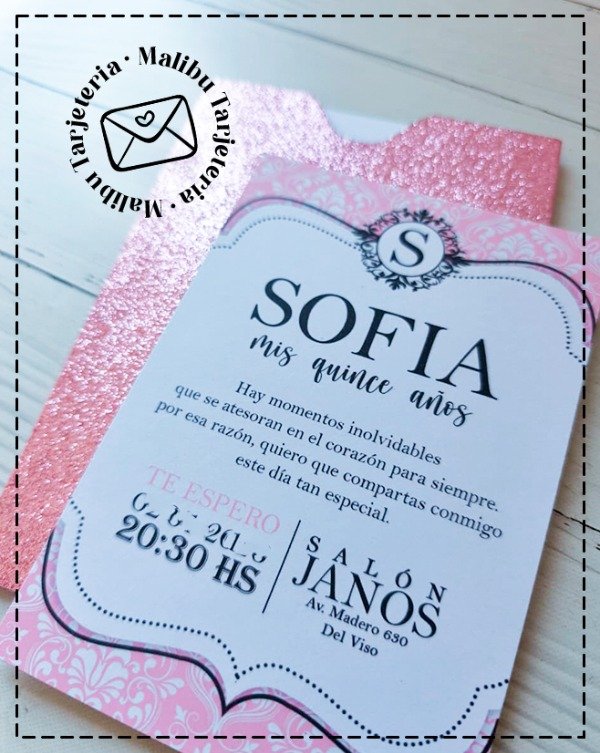 Malibu Tarjeteria · Malibu Tarjeteria ·
S
SOFIA
mis quince años
Hay momentos inolvidables
que se atesoran en el corazón para siempre.
por esa razón, quiero que compartas conmigo
este día tan especial.
TE ESPERO
20:30 HS
SALÓN
JANOS
Av. Madero 630
Del Viso